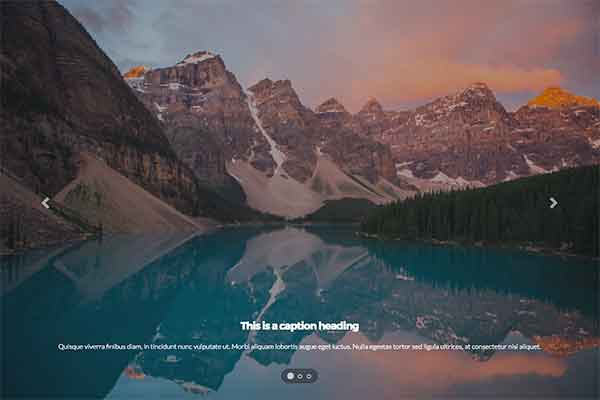 This is a caption heading
Quisque viverra finibus diam, in tincidunt nunc vulputate ut. Morbi aliquam lobortis augue eget luctus. Nulla egestas tortor sed ligula ultrices, at consectetur nisl aliquet.